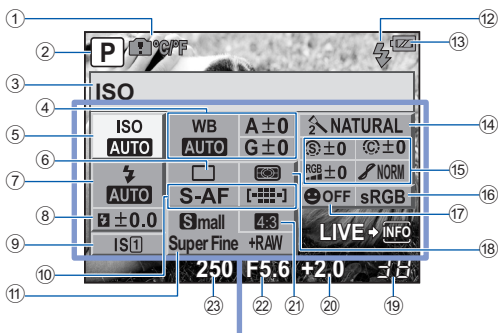 ① ⑫
② P °C/°F ⑬
③ ISO
④
⑤ ISO WB A±0 2 NATURAL ⑭
AUTO AUTO G±0 S ±0 C ±0
⑥ RGB ±0 NORM ⑮
⑦ AUTO S-AF OFF sRGB ⑯
⑧ ±0.0 Small 4:3 LIVE INFO ⑰
⑨ IS1 Super Fine +RAW ⑱
⑩ 250 F5.6 +2.0 38
⑪ ㉓ ㉒ ㉑ ⑳ ⑲